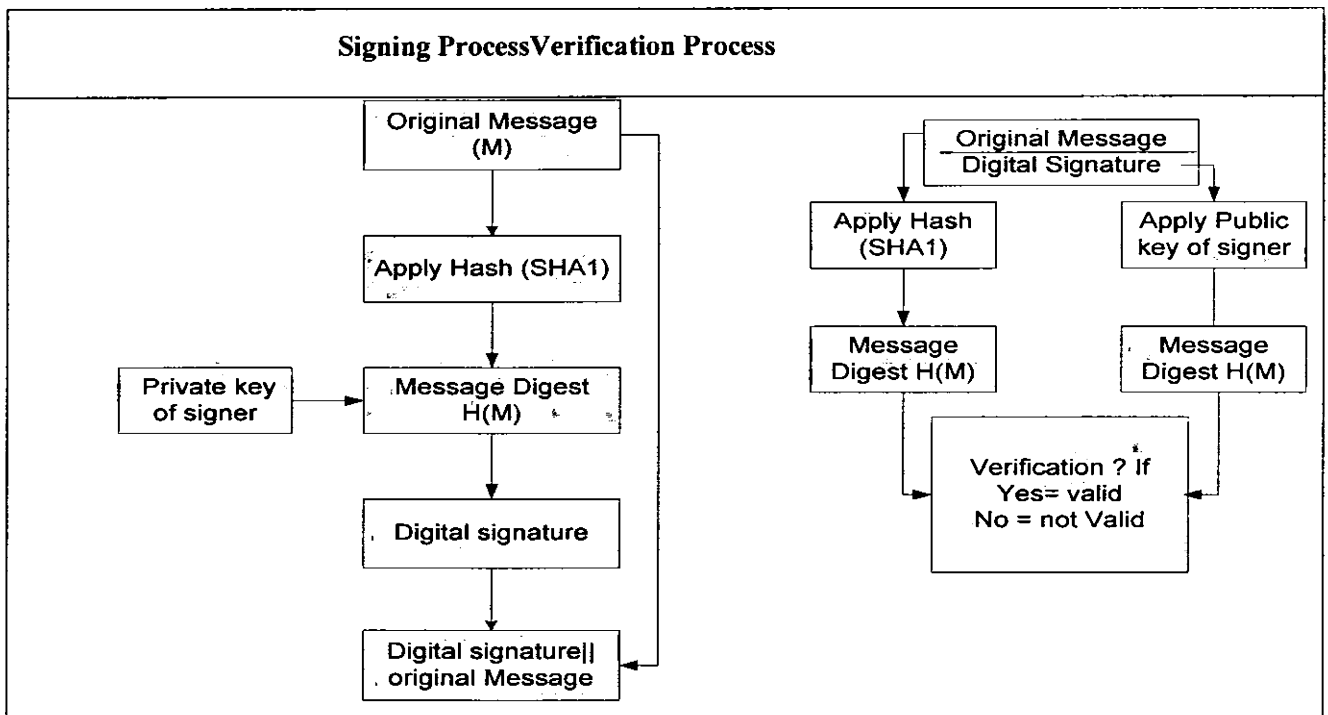 Signing ProcessVerification Process
Original Message
(M)
Apply Hash (SHA1)
Private key
of signer
Message Digest
H(M)
Digital signature
Digital signature||
original Message
Original Message
Digital Signature
Apply Hash
(SHA1)
Apply Public
key of signer
Message
Digest H(M)
Message
Digest H(M)
Verification ? If
Yes= valid
No = not Valid